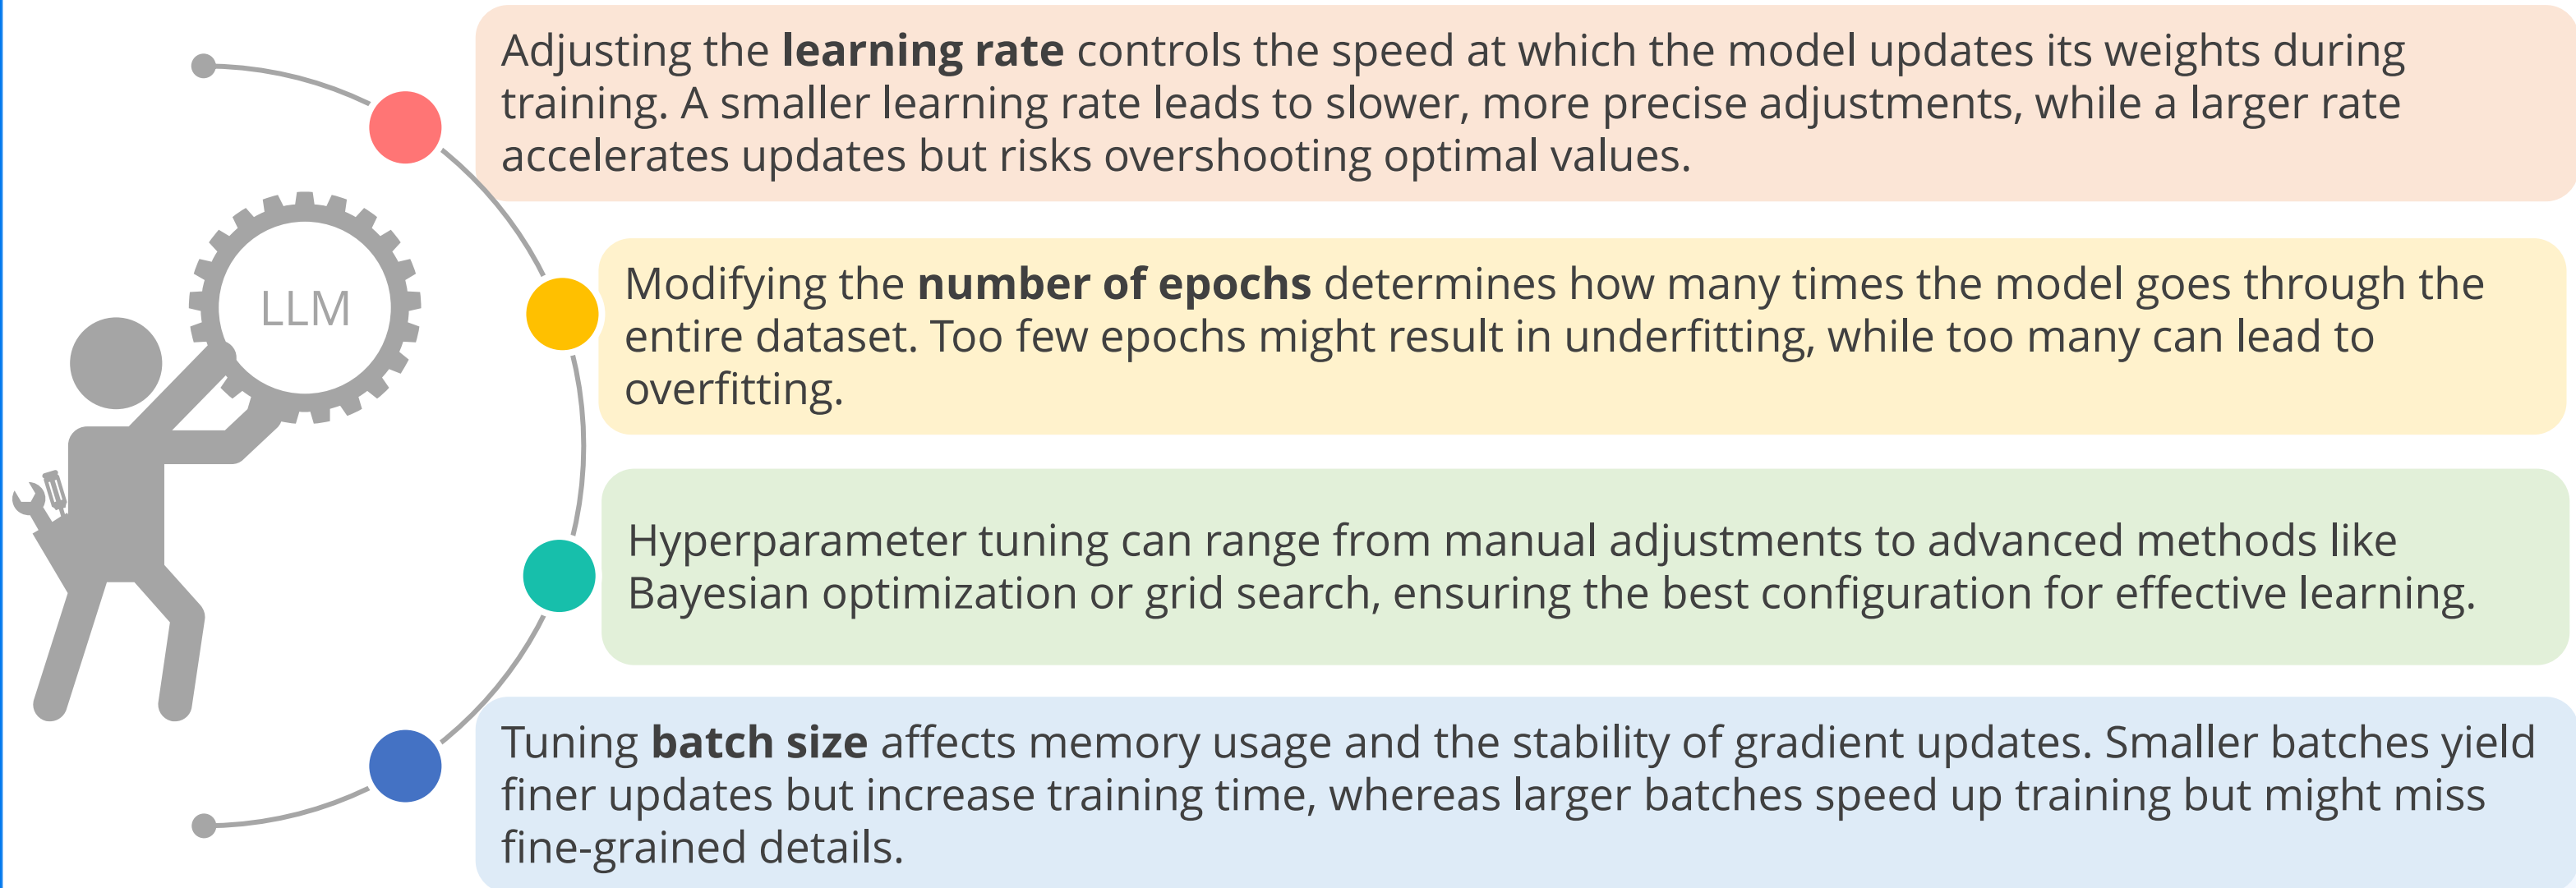 Adjusting the learning rate controls the speed at which the model updates its weights during
training. A smaller learning rate leads to slower, more precise adjustments, while a larger rate
accelerates updates but risks overshooting optimal values.
LLM
Modifying the number of epochs determines how many times the model goes through the
entire dataset. Too few epochs might result in underfitting, while too many can lead to
overfitting.
Hyperparameter tuning can range from manual adjustments to advanced methods like
Bayesian optimization or grid search, ensuring the best configuration for effective learning.
Tuning batch size affects memory usage and the stability of gradient updates. Smaller batches yield
finer updates but increase training time, whereas larger batches speed up training but might miss
fine-grained details.